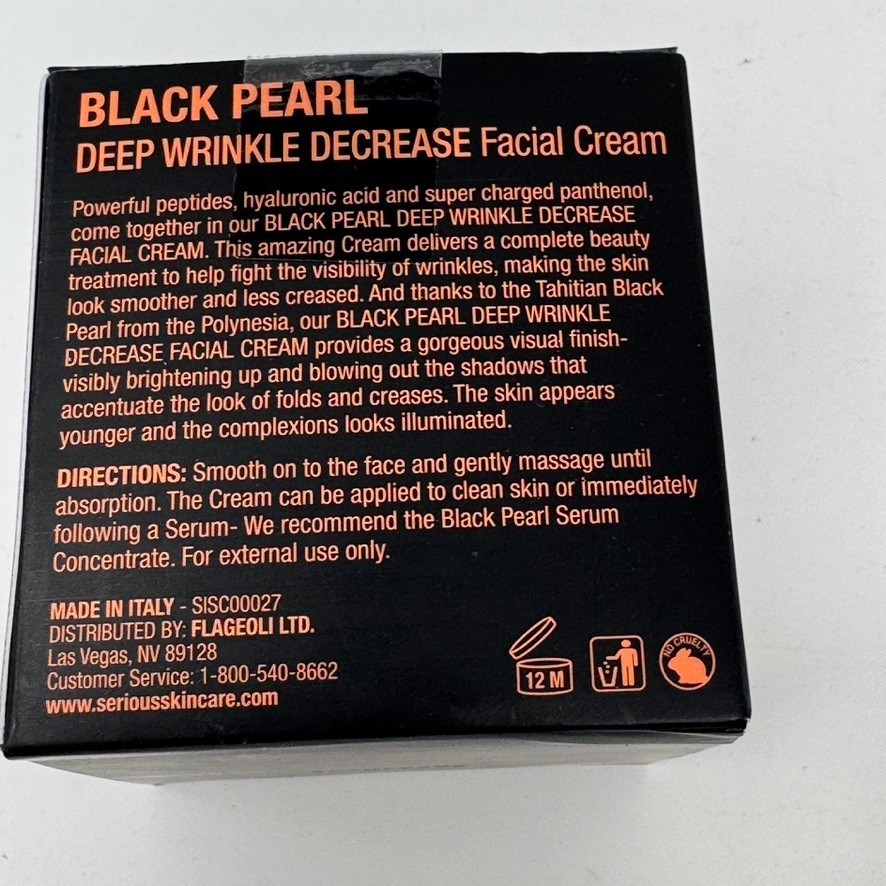 BLACK PEARL
DEEP WRINKLE DECREASE Facial Cream
Powerful peptides, hyaluronic acid and super charged panthenol,
come together in our BLACK PEARL DEEP WRINKLE DECREASE
FACIAL CREAM. This amazing Cream delivers a complete beauty
treatment to help fight the visibility of wrinkles, making the skin
look smoother and less creased. And thanks to the Tahitian Black
Pearl from the Polynesia, our BLACK PEARL DEEP WRINKLE
DECREASE FACIAL CREAM provides a gorgeous visual finish-
visibly brightening up and blowing out the shadows that
accentuate the look of folds and creases. The skin appears
younger and the complexions looks illuminated.
DIRECTIONS: Smooth on to the face and gently massage until
absorption. The Cream can be applied to clean skin or immediately
following a Serum- We recommend the Black Pearl Serum
Concentrate. For external use only.
MADE IN ITALY - SISC00027
DISTRIBUTED BY: FLAGEOLI LTD.
Las Vegas, NV 89128
Customer Service: 1-800-540-8662
www.seriousskincare.com
12 M
NO CRUELTY